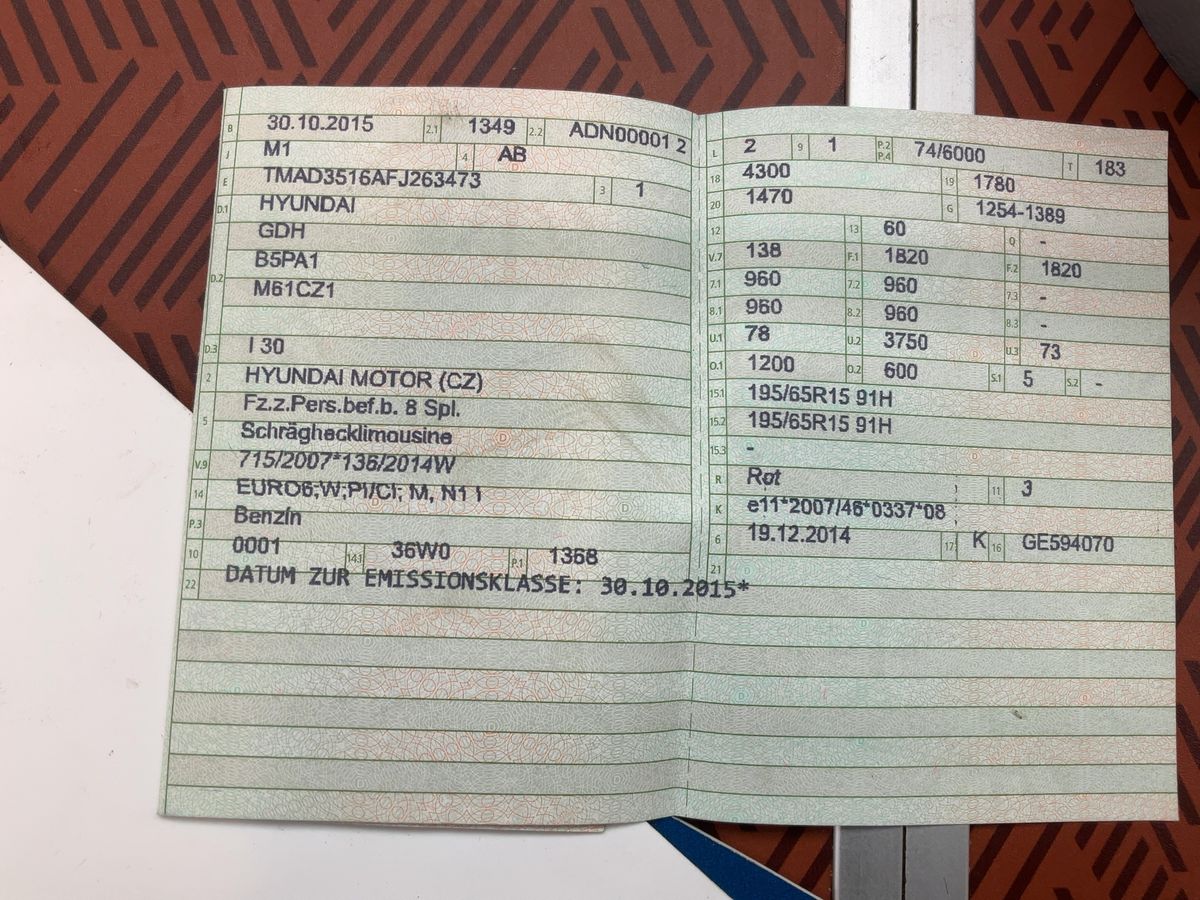 B 30.10.2015 2.1 1349 2.2 ADN00001 2
J M1 4 AB
E TMAD3516AFJ263473 3 1
D.1 HYUNDAI
GDH
D.2 B5PA1
M61CZ1
D.3 I 30
2 HYUNDAI MOTOR (CZ)
5 Fz.z.Pers.bef.b. 8 Spl.
Schräghecklimousine
V.9 715/2007*136/2014W
14 EURO6;W;PI/CI; M, N1 I
P.3 Benzin
10 0001 14.1 36W0 P.1 1368
22 DATUM ZUR EMISSIONSKLASSE: 30.10.2015*
L 2 9 1 P.2 P.4 74/6000 T 183
18 4300 19 1780
20 1470 G 1254-1389
12 13 60 Q -
V.7 138 F.1 1820 F.2 1820
7.1 960 7.2 960 7.3 -
8.1 960 8.2 960 8.3 -
U.1 78 U.2 3750 U.3 73
O.1 1200 O.2 600 S.1 5 S.2 -
15.1 195/65R15 91H
15.2 195/65R15 91H
15.3 -
R Rot 11 3
K e11*2007/46*0337*08
6 19.12.2014 17 K 16 GE594070
21